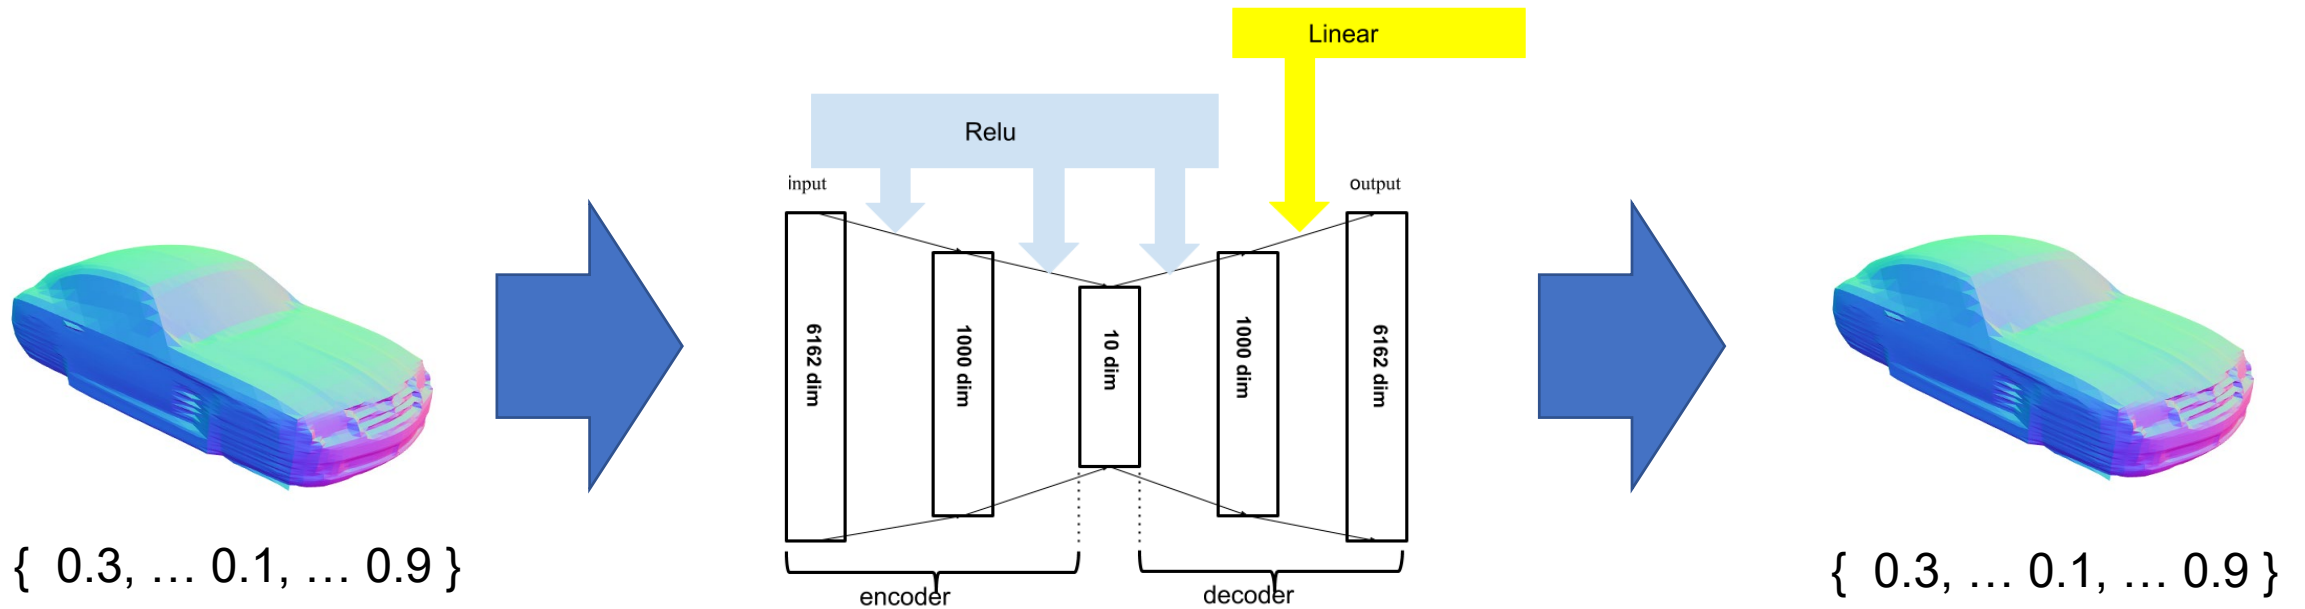 Linear
Relu
input
output
6162 dim
1000 dim
10 dim
1000 dim
6162 dim
{ 0.3, … 0.1, … 0.9 }
encoder
decoder
{ 0.3, … 0.1, … 0.9 }